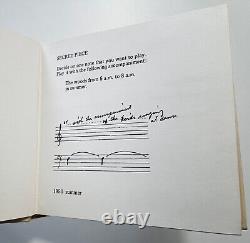 SECRET PIECE
Decide on one note that you want to play.
Play it with the following accompaniment:
The woods from 5 a.m. to 8 a.m.
in summer.
with the accompaniment
of the birds singing
at dawn
1953 summer